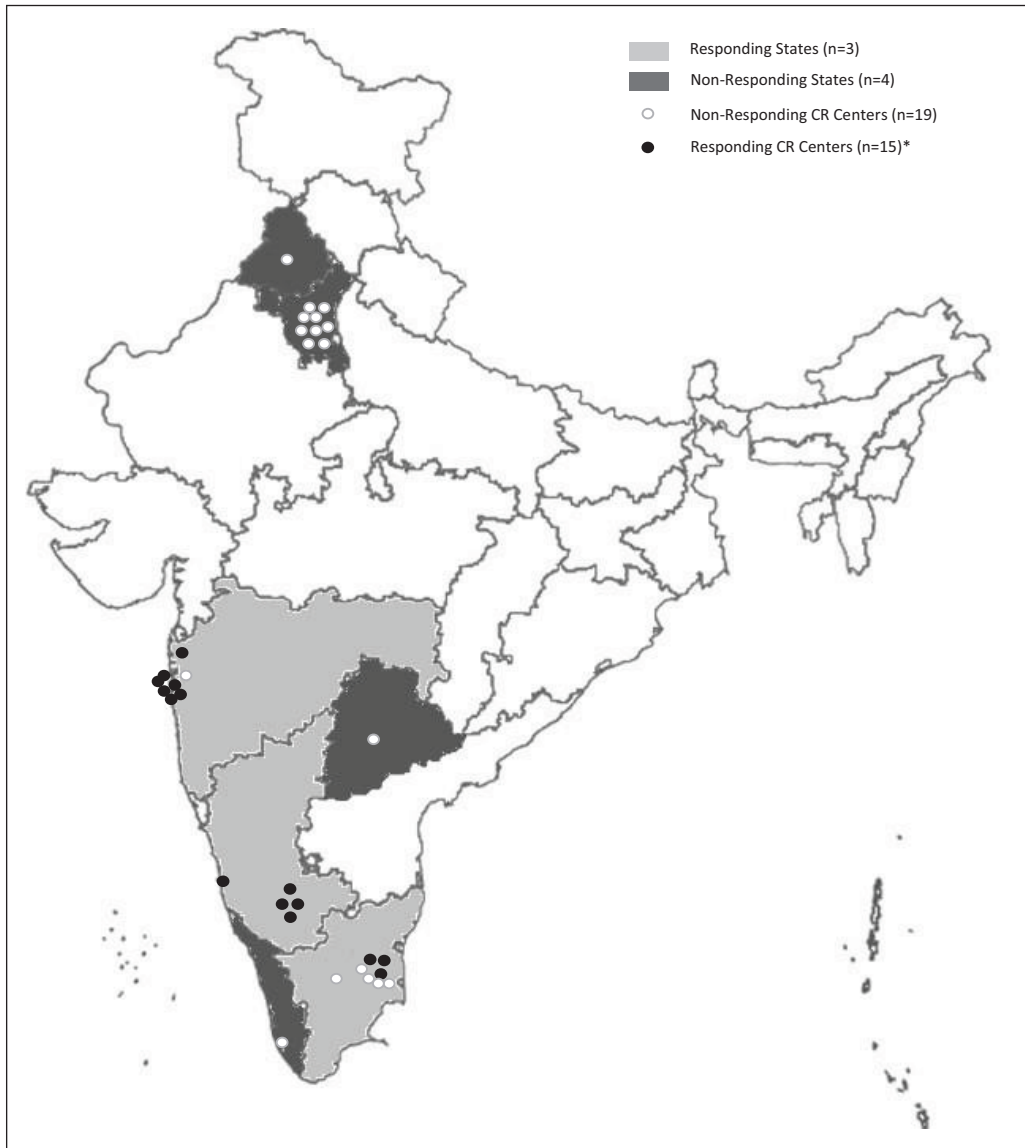 Responding States (n=3)
Non-Responding States (n=4)
Non-Responding CR Centers (n=19)
Responding CR Centers (n=15)*